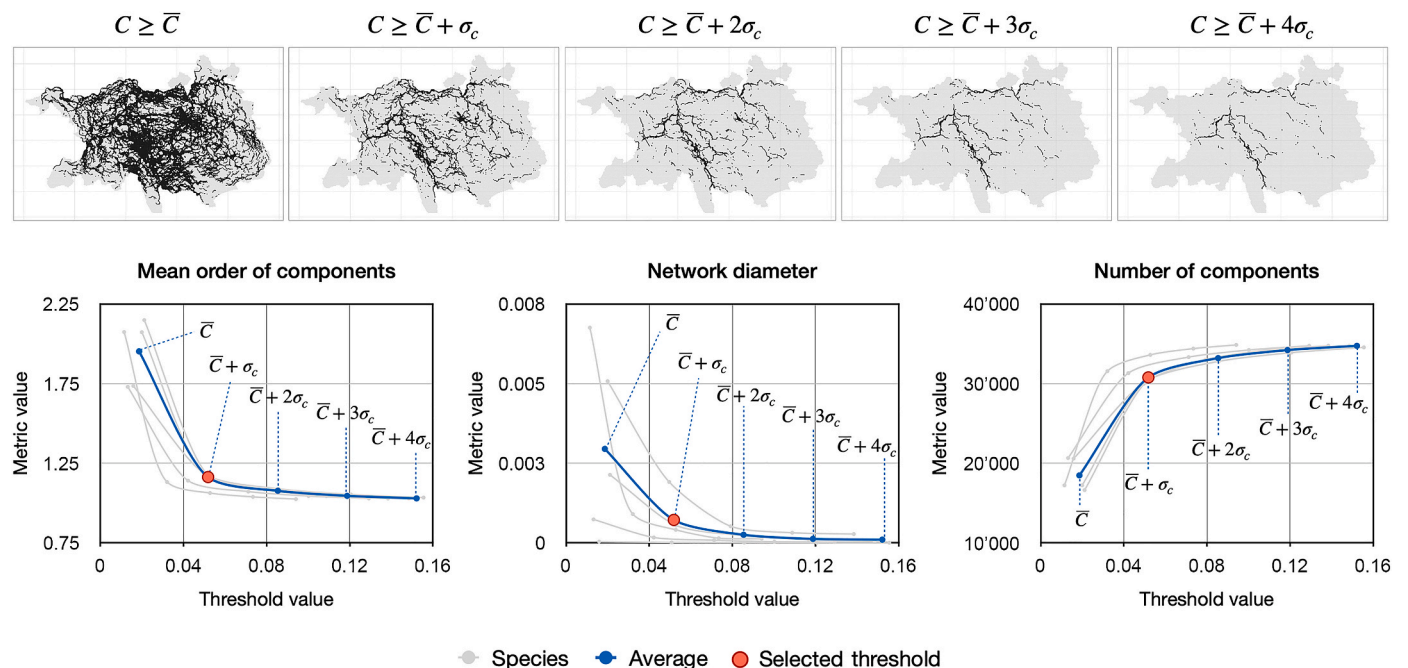 C ≥ C̅ C ≥ C̅ + σc C ≥ C̅ + 2σc C ≥ C̅ + 3σc C ≥ C̅ + 4σc
Mean order of components
Metric value
2.25
1.75
1.25
0.75
0 0.04 0.08 0.12 0.16
Threshold value
C̅
C̅ + σc
C̅ + 2σc
C̅ + 3σc
C̅ + 4σc
Network diameter
Metric value
0.008
0.005
0.003
0
0 0.04 0.08 0.12 0.16
Threshold value
C̅
C̅ + σc
C̅ + 2σc
C̅ + 3σc
C̅ + 4σc
Number of components
Metric value
40’000
30’000
20’000
10’000
0 0.04 0.08 0.12 0.16
Threshold value
C̅
C̅ + σc
C̅ + 2σc
C̅ + 3σc
C̅ + 4σc
Species Average Selected threshold